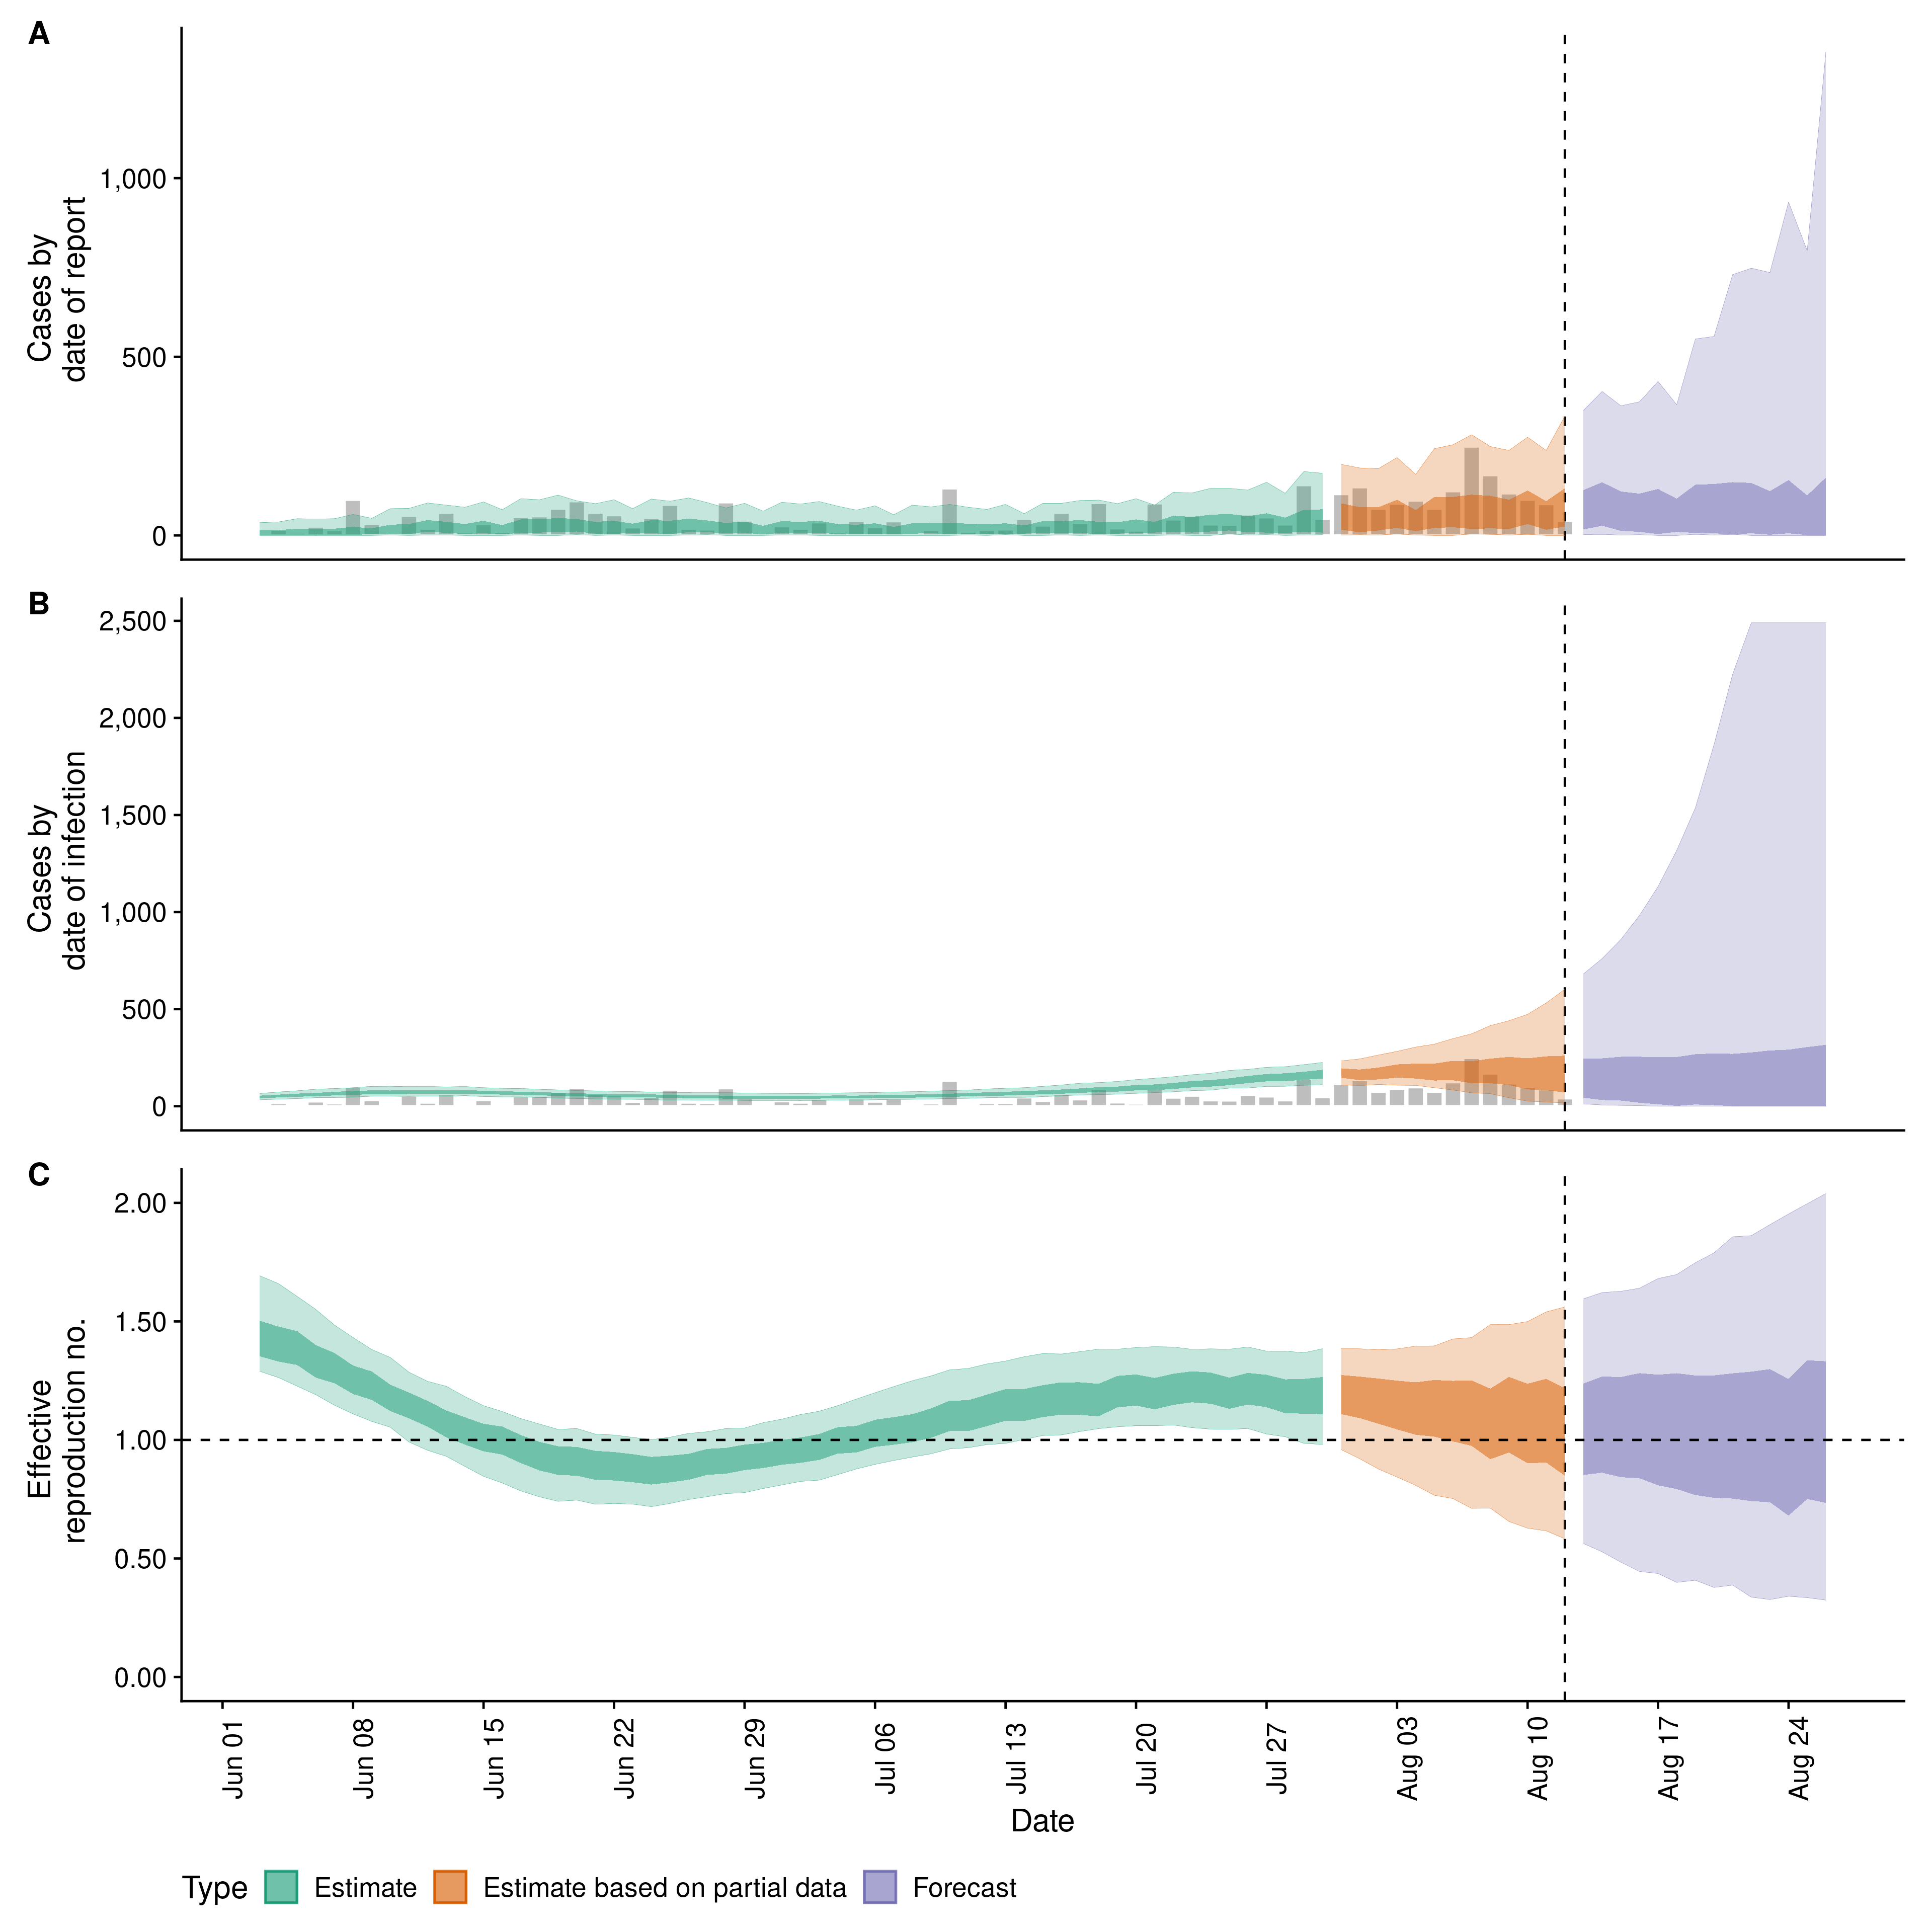 A
Cases by
date of report
1,000
500
0
B
Cases by
date of infection
2,500
2,000
1,500
1,000
500
0
C
Effective
reproduction no.
2.00
1.50
1.00
0.50
0.00
Jun 01
Jun 08
Jun 15
Jun 22
Jun 29
Jul 06
Jul 13
Jul 20
Jul 27
Aug 03
Aug 10
Aug 17
Aug 24
Date
Type Estimate Estimate based on partial data Forecast